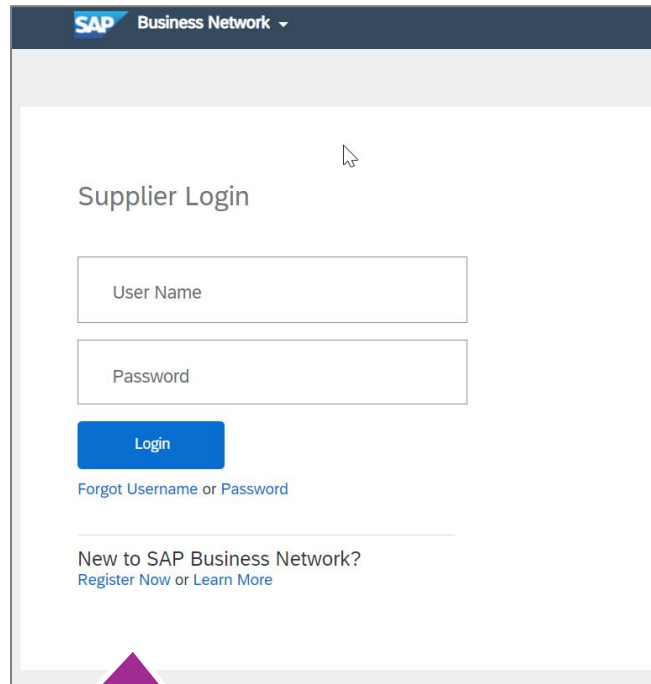 SAP Business Network
Supplier Login
User Name
Password
Login
Forgot Username or Password
New to SAP Business Network?
Register Now or Learn More